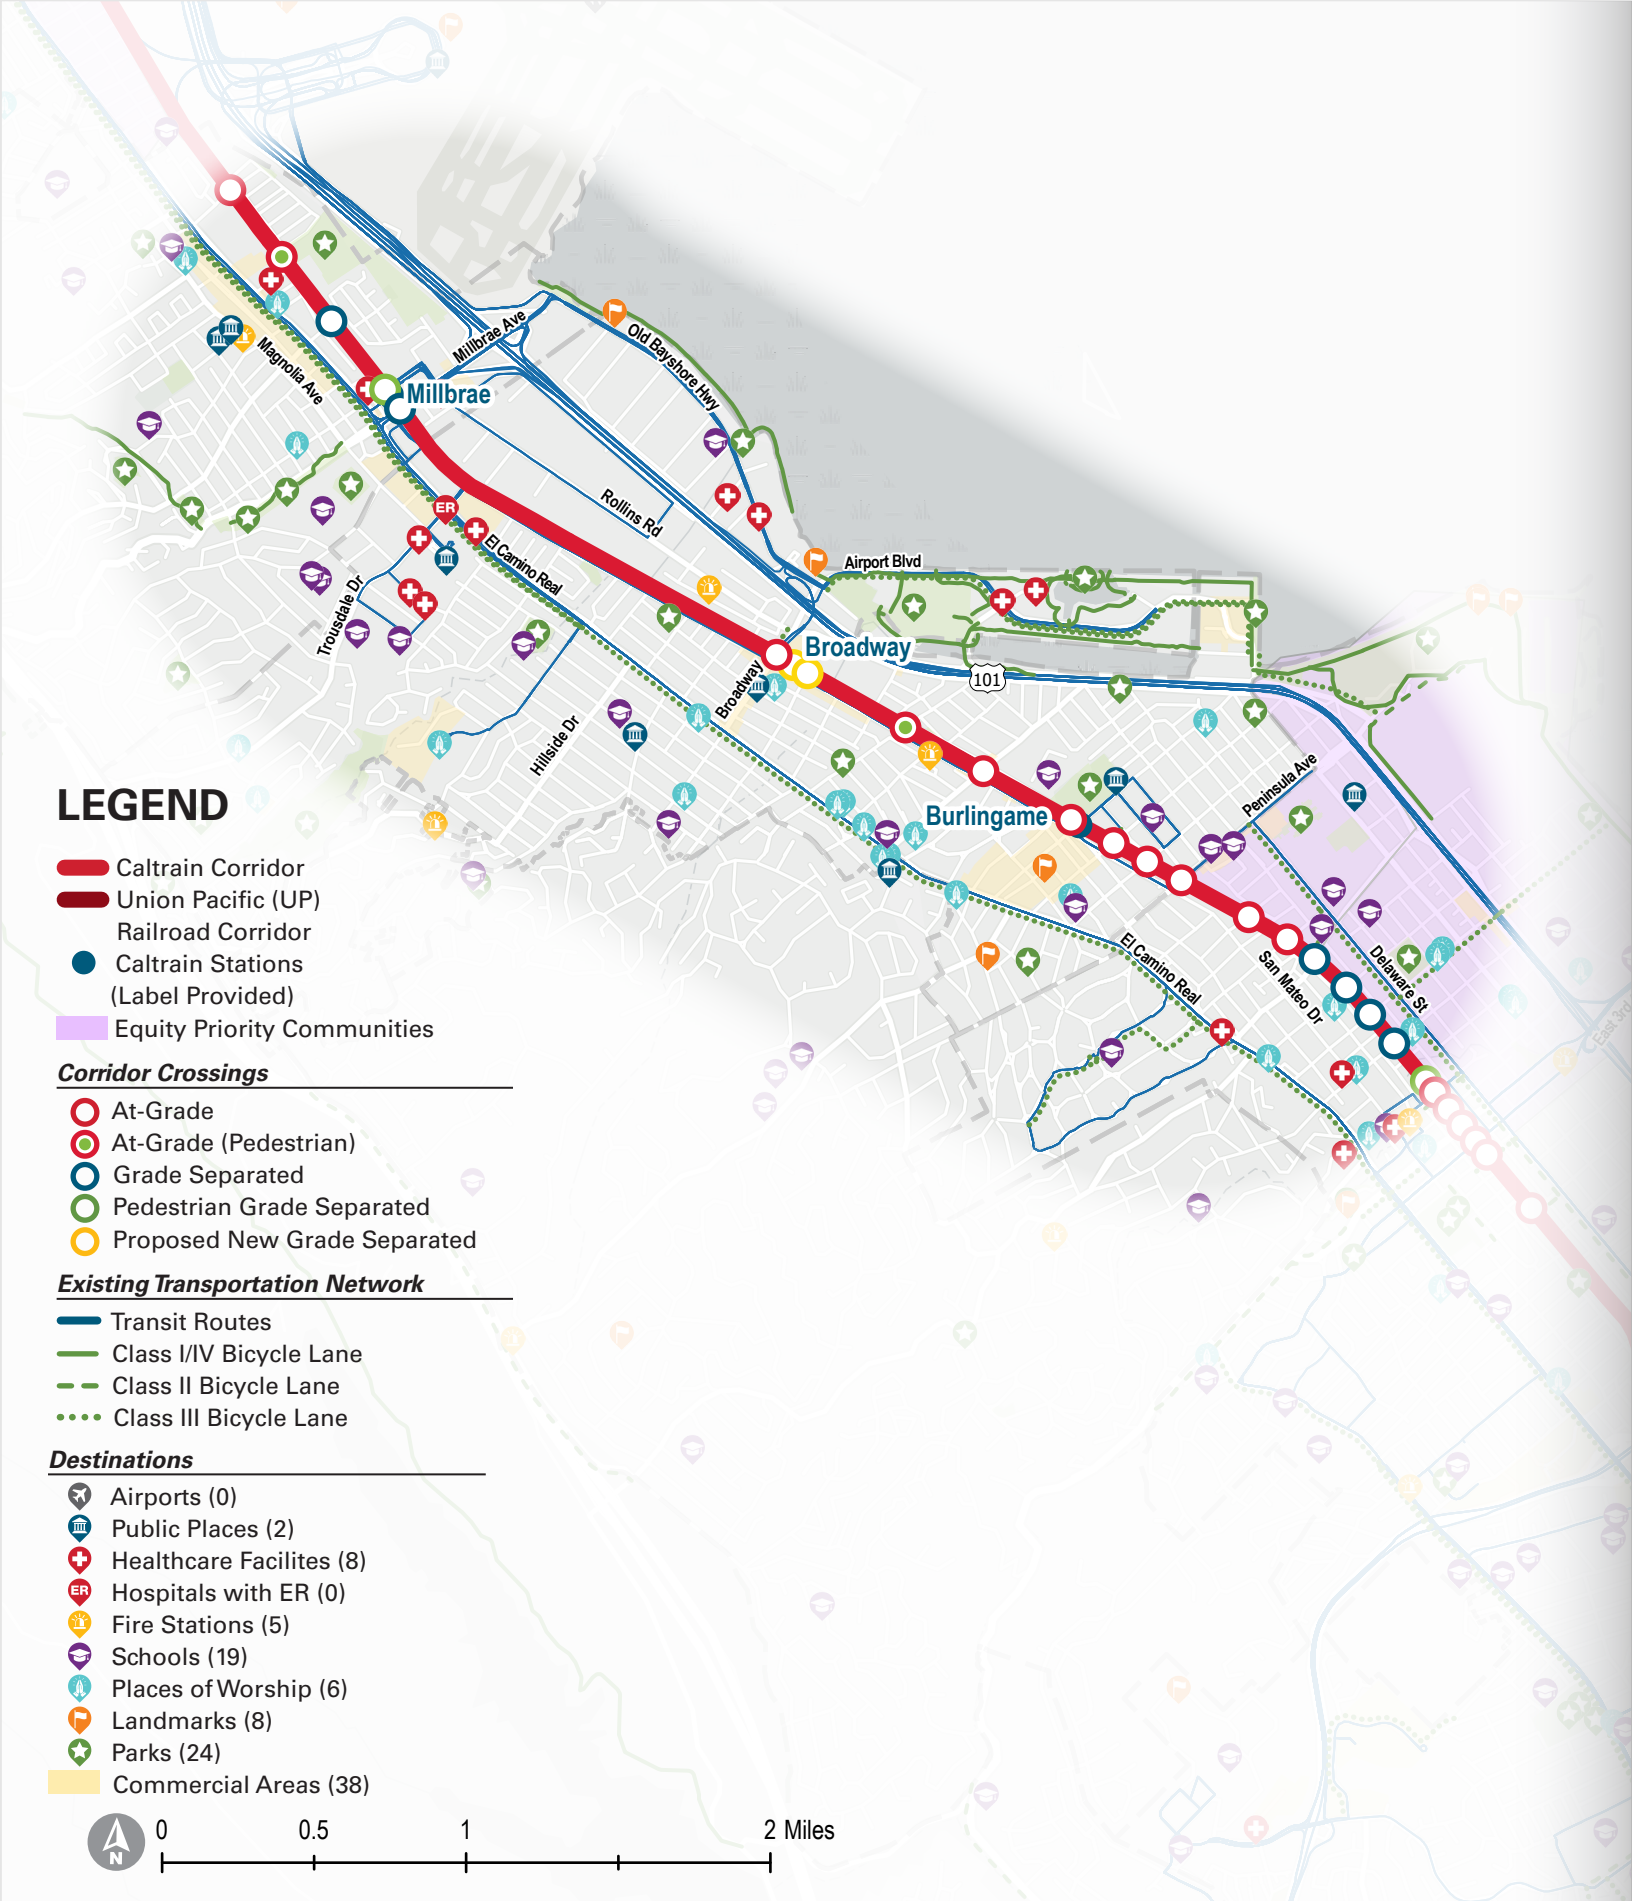 Millbrae Ave
Old Bayshore Hwy
Magnolia Ave
Millbrae
Rollins Rd
ER
El Camino Real
Airport Blvd
Trousdale Dr
Broadway
Broadway
101
Hillside Dr
Peninsula Ave
Burlingame
El Camino Real
San Mateo Dr
Delaware St
East 3rd
LEGEND
Caltrain Corridor
Union Pacific (UP)
Railroad Corridor
Caltrain Stations
(Label Provided)
Equity Priority Communities
Corridor Crossings
At-Grade
At-Grade (Pedestrian)
Grade Separated
Pedestrian Grade Separated
Proposed New Grade Separated
Existing Transportation Network
Transit Routes
Class I/IV Bicycle Lane
Class II Bicycle Lane
Class III Bicycle Lane
Destinations
Airports (0)
Public Places (2)
Healthcare Facilites (8)
ER Hospitals with ER (0)
Fire Stations (5)
Schools (19)
Places of Worship (6)
Landmarks (8)
Parks (24)
Commercial Areas (38)
N
0 0.5 1 2 Miles